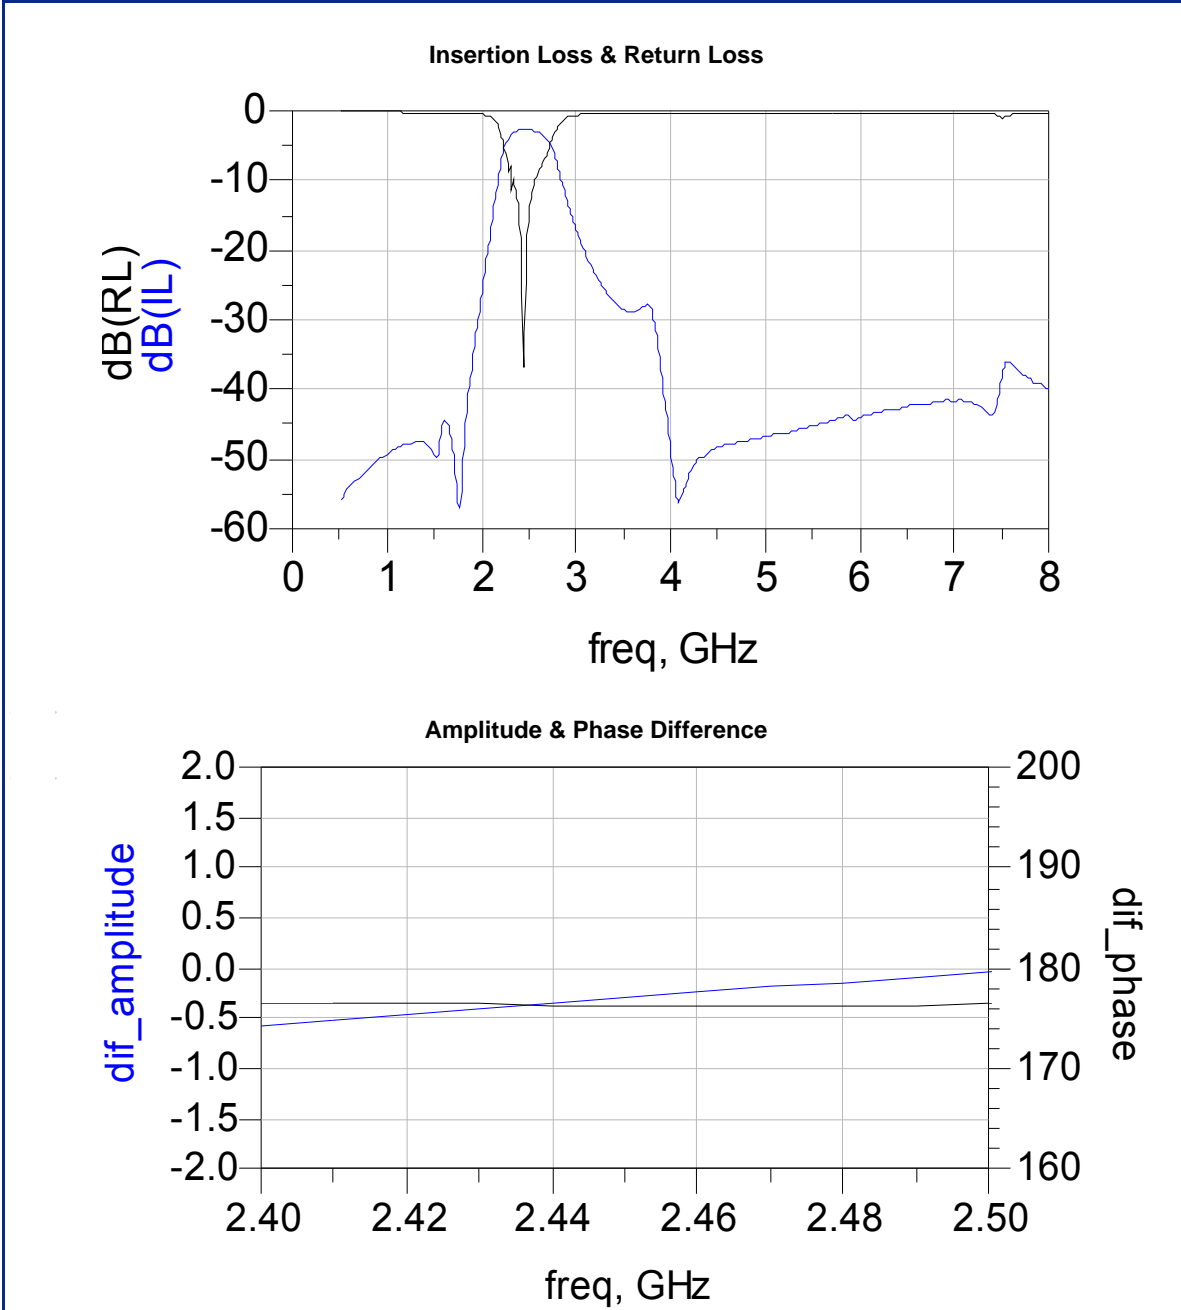 Insertion Loss & Return Loss
0
-10
-20
-30
-40
-50
-60
dB(RL)
dB(IL)
0 1 2 3 4 5 6 7 8
freq, GHz
Amplitude & Phase Difference
2.0
1.5
1.0
0.5
0.0
-0.5
-1.0
-1.5
-2.0
dif_amplitude
200
190
180
170
160
dif_phase
2.40 2.42 2.44 2.46 2.48 2.50
freq, GHz